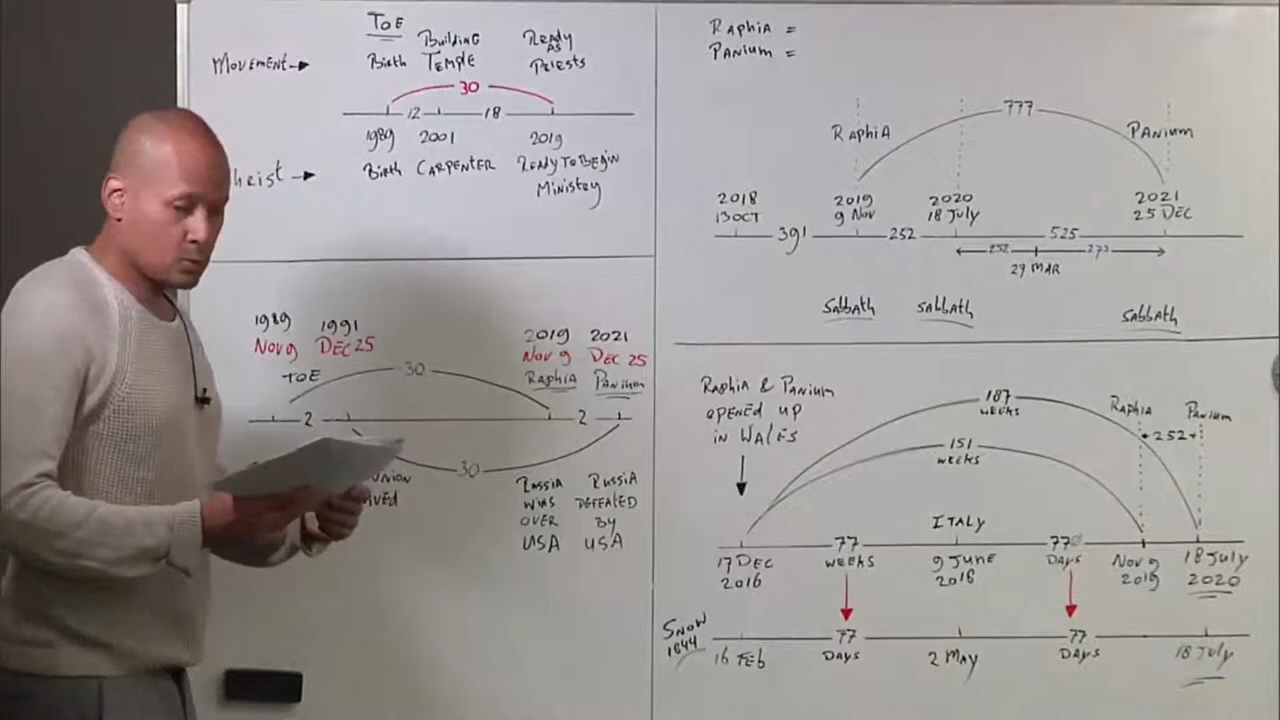 TOE
Movement
Birth
Building
Temple
Ready
as
Priests
30
12
18
1989
2001
2019
hrist
Birth
Carpenter
Ready to begin
Ministry
1989
1991
Nov 9
Dec 25
TOE
30
2019
2021
Nov 9
Dec 25
Raphia
Panium
2
2
30
Union
Russia
wins
over
USA
Russia
defeated
by
USA
Raphia =
Panium =
777
Raphia
Panium
2018
13 Oct
2019
9 Nov
2020
18 July
2021
25 Dec
391
252
525
252
273
29 Mar
Sabbath
Sabbath
Sabbath
Raphia & Panium
opened up
in Wales
187
weeks
151
weeks
Raphia
Panium
252
Italy
17 Dec
2016
77
weeks
9 June
2018
77
days
Nov 9
2019
18 July
2020
Snow
1844
16 Feb
77
days
2 May
77
days
18 July